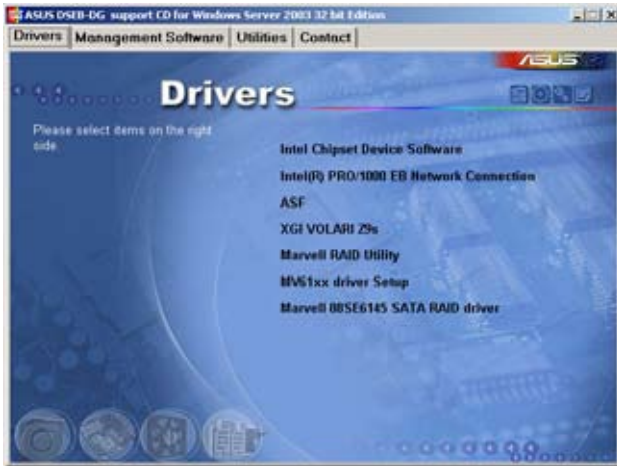 ASUS DSEB-DG support CD for Windows Server 2003 32 bit Edition
Drivers Management Software Utilities Contact
ASUS
Drivers
Please select items on the right
side.
Intel Chipset Device Software
Intel(R) PRO/1000 EB Network Connection
ASF
XGI VOLARI Z9s
Marvell RAID Utility
MV61xx driver Setup
Marvell 88SE6145 SATA RAID driver